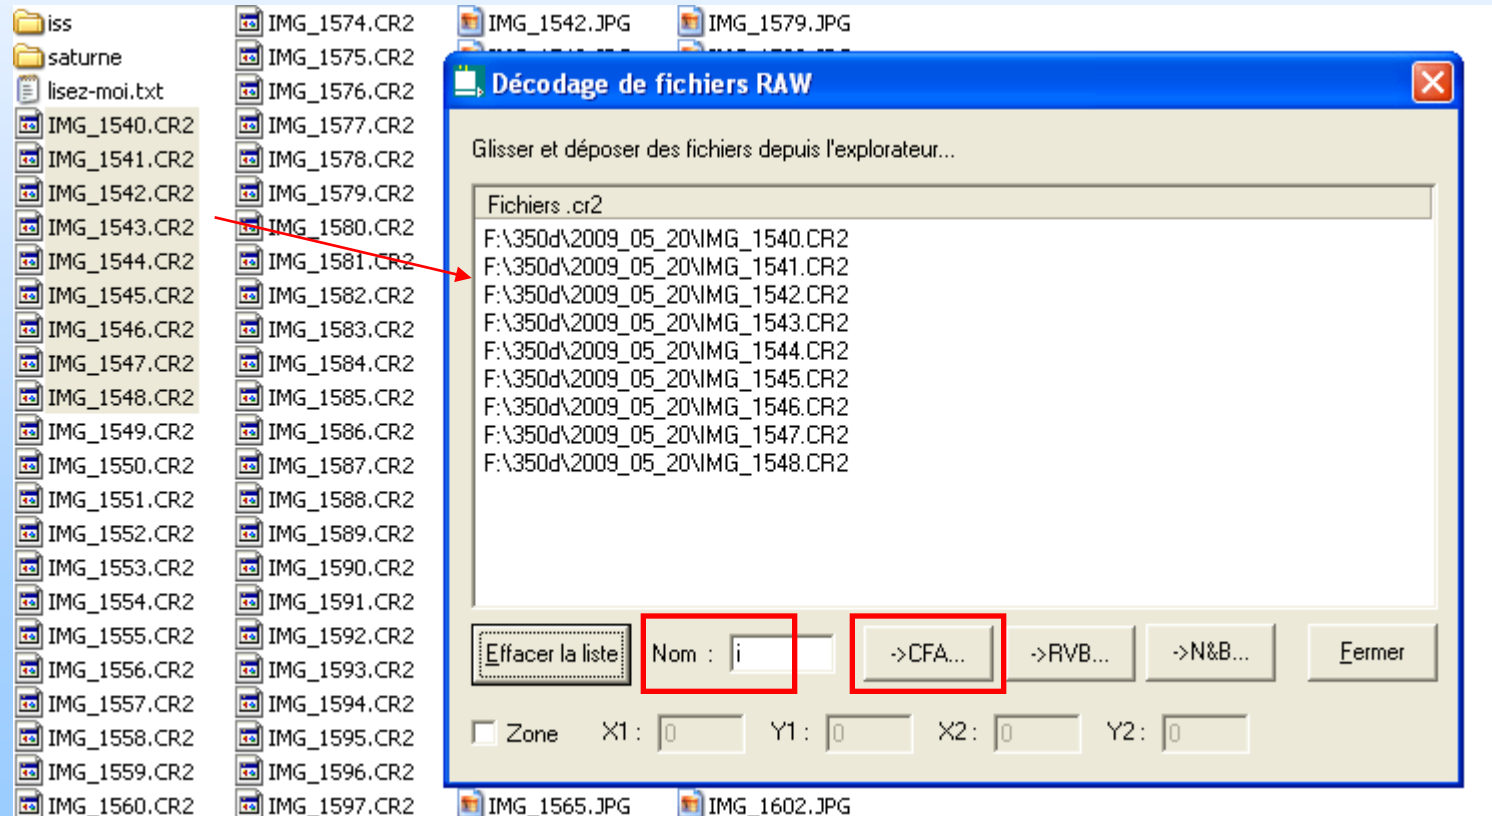 iss
saturne
lisez-moi.txt
IMG_1540.CR2
IMG_1541.CR2
IMG_1542.CR2
IMG_1543.CR2
IMG_1544.CR2
IMG_1545.CR2
IMG_1546.CR2
IMG_1547.CR2
IMG_1548.CR2
IMG_1549.CR2
IMG_1550.CR2
IMG_1551.CR2
IMG_1552.CR2
IMG_1553.CR2
IMG_1554.CR2
IMG_1555.CR2
IMG_1556.CR2
IMG_1557.CR2
IMG_1558.CR2
IMG_1559.CR2
IMG_1560.CR2
IMG_1574.CR2
IMG_1575.CR2
IMG_1576.CR2
IMG_1577.CR2
IMG_1578.CR2
IMG_1579.CR2
IMG_1580.CR2
IMG_1581.CR2
IMG_1582.CR2
IMG_1583.CR2
IMG_1584.CR2
IMG_1585.CR2
IMG_1586.CR2
IMG_1587.CR2
IMG_1588.CR2
IMG_1589.CR2
IMG_1590.CR2
IMG_1591.CR2
IMG_1592.CR2
IMG_1593.CR2
IMG_1594.CR2
IMG_1595.CR2
IMG_1596.CR2
IMG_1597.CR2
IMG_1542.JPG
IMG_1579.JPG
Décodage de fichiers RAW
Glisser et déposer des fichiers depuis l'explorateur...
Fichiers .cr2
F:\350d\2009_05_20\IMG_1540.CR2
F:\350d\2009_05_20\IMG_1541.CR2
F:\350d\2009_05_20\IMG_1542.CR2
F:\350d\2009_05_20\IMG_1543.CR2
F:\350d\2009_05_20\IMG_1544.CR2
F:\350d\2009_05_20\IMG_1545.CR2
F:\350d\2009_05_20\IMG_1546.CR2
F:\350d\2009_05_20\IMG_1547.CR2
F:\350d\2009_05_20\IMG_1548.CR2
Effacer la liste Nom : i ->CFA... ->RVB... ->N&B... Fermer
Zone X1 : 0 Y1 : 0 X2 : 0 Y2 : 0
IMG_1565.JPG
IMG_1602.JPG